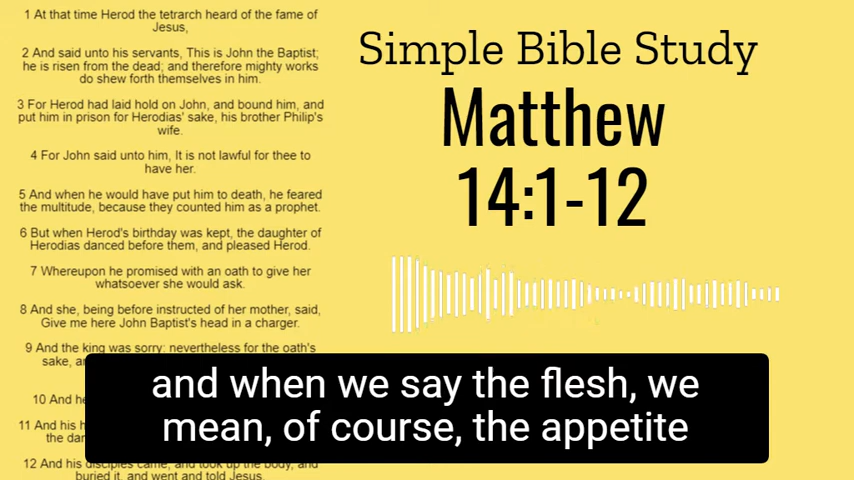 1 At that time Herod the tetrarch heard of the fame of
Jesus,
2 And said unto his servants, This is John the Baptist;
he is risen from the dead; and therefore mighty works
do shew forth themselves in him.
3 For Herod had laid hold on John, and bound him, and
put him in prison for Herodias' sake, his brother Philip's
wife.
4 For John said unto him, It is not lawful for thee to
have her.
5 And when he would have put him to death, he feared
the multitude, because they counted him as a prophet.
6 But when Herod's birthday was kept, the daughter of
Herodias danced before them, and pleased Herod.
7 Whereupon he promised with an oath to give her
whatsoever she would ask.
8 And she, being before instructed of her mother, said,
Give me here John Baptist's head in a charger.
9 And the king was sorry: nevertheless for the oath's
sake,
10 And
11 And his
the
12 And his disciples came, and took up the body, and
buried it, and went and told Jesus.
Simple Bible Study
Matthew
14:1-12
and when we say the flesh, we
mean, of course, the appetite